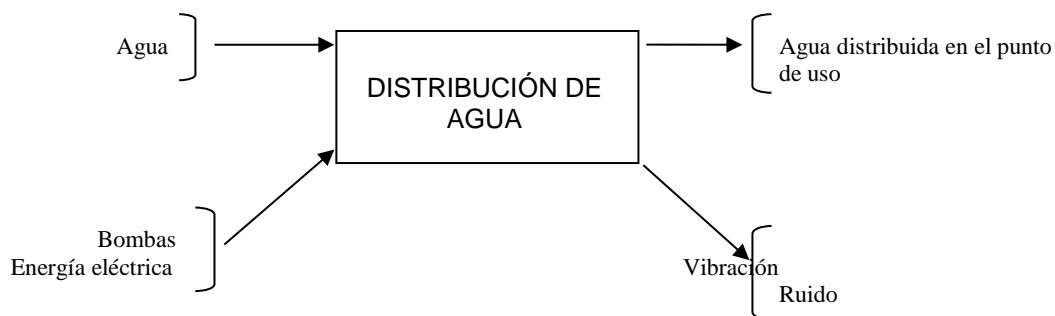 Agua
DISTRIBUCIÓN DE
AGUA
Agua distribuida en el punto
de uso
Bombas
Energía eléctrica
Vibración
Ruido